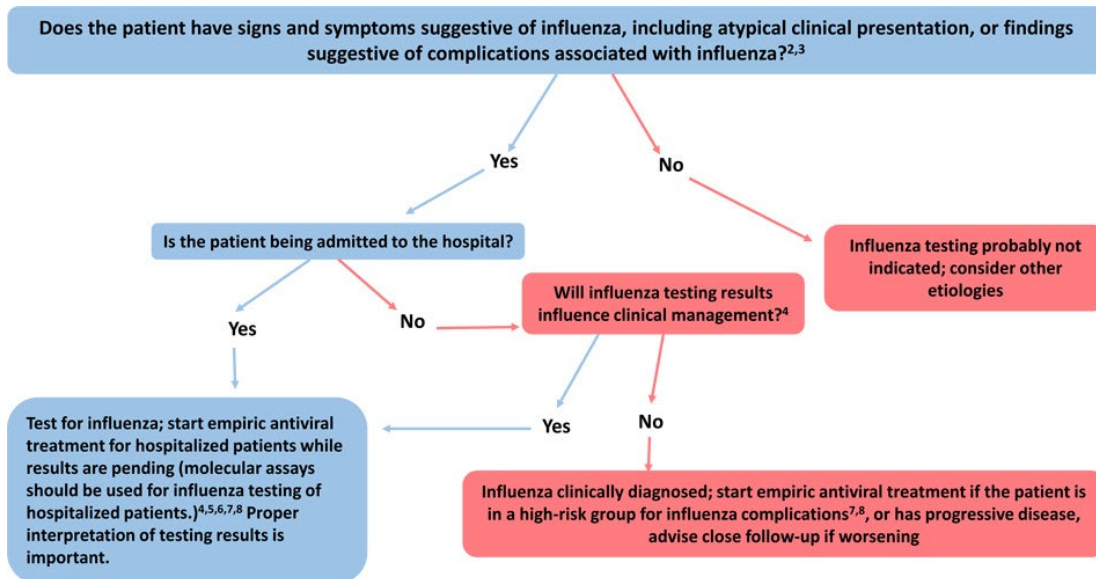 Does the patient have signs and symptoms suggestive of influenza, including atypical clinical presentation, or findings
suggestive of complications associated with influenza?2,3
Yes
No
Is the patient being admitted to the hospital?
Influenza testing probably not
indicated; consider other
etiologies
Yes
No
Will influenza testing results
influence clinical management?4
Test for influenza; start empiric antiviral
treatment for hospitalized patients while
results are pending (molecular assays
should be used for influenza testing of
hospitalized patients.)4,5,6,7,8 Proper
interpretation of testing results is
important.
Yes
No
Influenza clinically diagnosed; start empiric antiviral treatment if the patient is
in a high-risk group for influenza complications7,8, or has progressive disease,
advise close follow-up if worsening